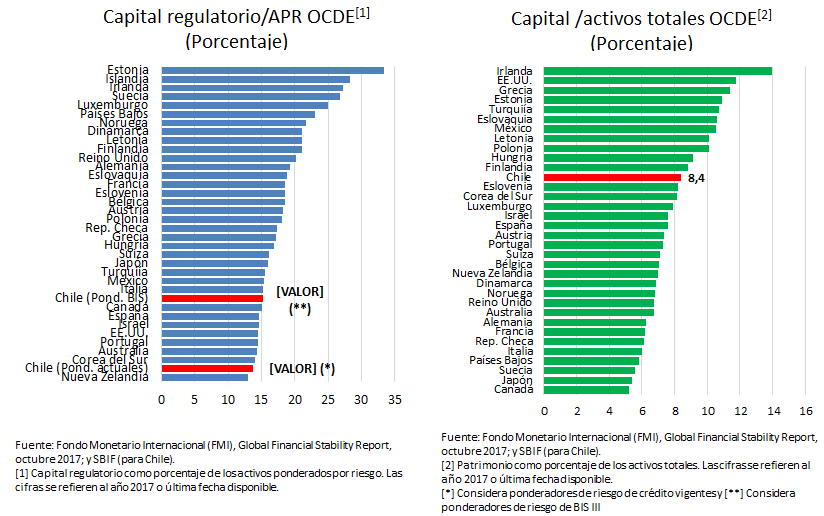 Capital regulatorio/APR OCDE[1]
(Porcentaje)
Estonia
Islandia
Irlanda
Suecia
Luxemburgo
Países Bajos
Noruega
Dinamarca
Letonia
Finlandia
Reino Unido
Alemania
Eslovaquia
Francia
Eslovenia
Bélgica
Austria
Polonia
Rep. Checa
Grecia
Hungría
Suiza
Japón
Turquiia
México
Italia
Chile (Pond. BIS)
[VALOR]
(**)
Canadá
España
Israel
EE.UU.
Portugal
Australia
Corea del Sur
Chile (Pond. actuales)
[VALOR] (*)
Nueva Zelandia
0 5 10 15 20 25 30 35
Fuente: Fondo Monetario Internacional (FMI), Global Financial Stability Report,
octubre 2017; y SBIF (para Chile).
[1] Capital regulatorio como porcentaje de los activos ponderados por riesgo. Las
cifras se refieren al año 2017 o última fecha disponible.
Capital /activos totales OCDE[2]
(Porcentaje)
Irlanda
EE.UU.
Grecia
Estonia
Turquiia
Eslovaquia
México
Letonia
Polonia
Hungría
Finlandia
Chile
8,4
Eslovenia
Corea del Sur
Luxemburgo
Israel
España
Austria
Portugal
Suiza
Bélgica
Nueva Zelandia
Dinamarca
Noruega
Reino Unido
Australia
Alemania
Francia
Rep. Checa
Italia
Países Bajos
Suecia
Japón
Canadá
0 2 4 6 8 10 12 14 16
Fuente: Fondo Monetario Internacional (FMI), Global Financial Stability Report,
octubre 2017; y SBIF (para Chile).
[2] Patrimonio como porcentaje de los activos totales. Las cifras se refieren al
año 2017 o última fecha disponible.
[*] Considera ponderadores de riesgo de crédito vigentes y [**] Considera
ponderadores de riesgo de BIS III